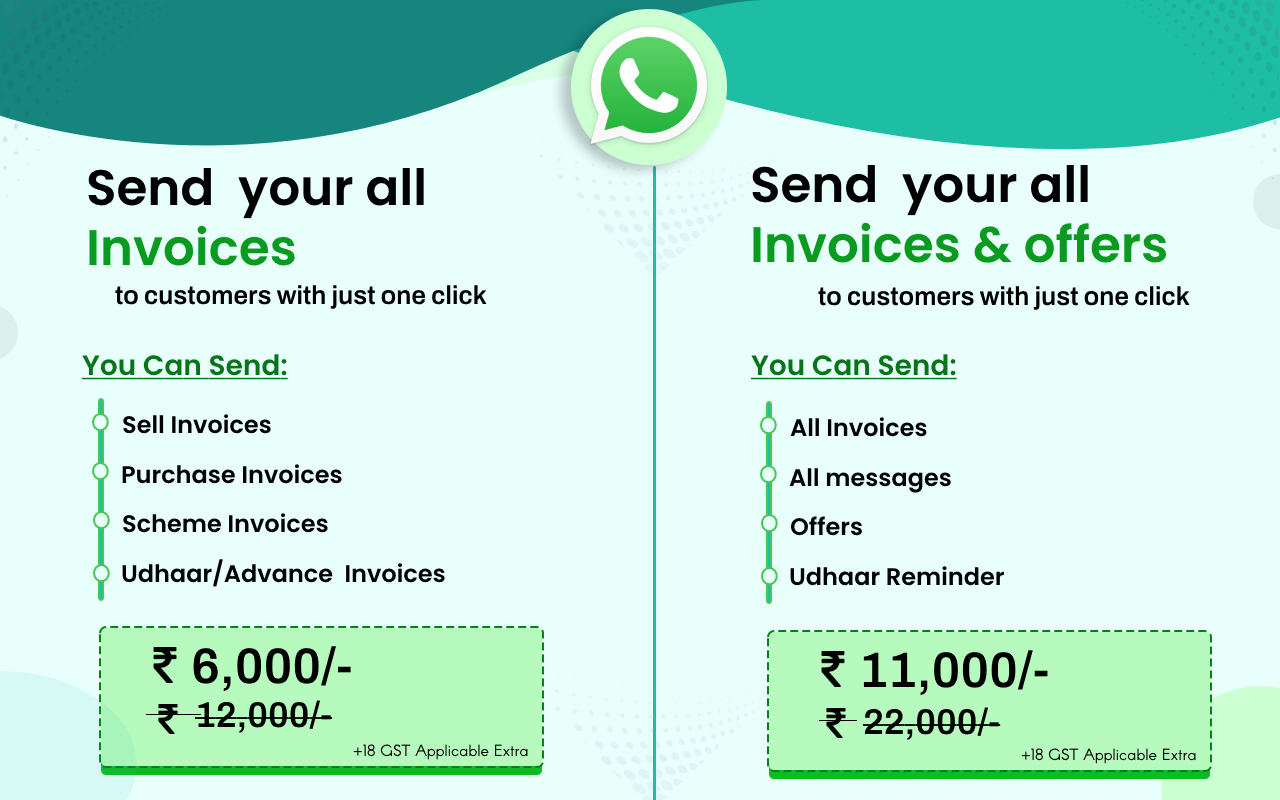 Send your all
Invoices
to customers with just one click
You Can Send:
Sell Invoices
Purchase Invoices
Scheme Invoices
Udhaar/Advance Invoices
₹ 6,000/-
₹ 12,000/-
+18 GST Applicable Extra
Send your all
Invoices & offers
to customers with just one click
You Can Send:
All Invoices
All messages
Offers
Udhaar Reminder
₹ 11,000/-
₹ 22,000/-
+18 GST Applicable Extra